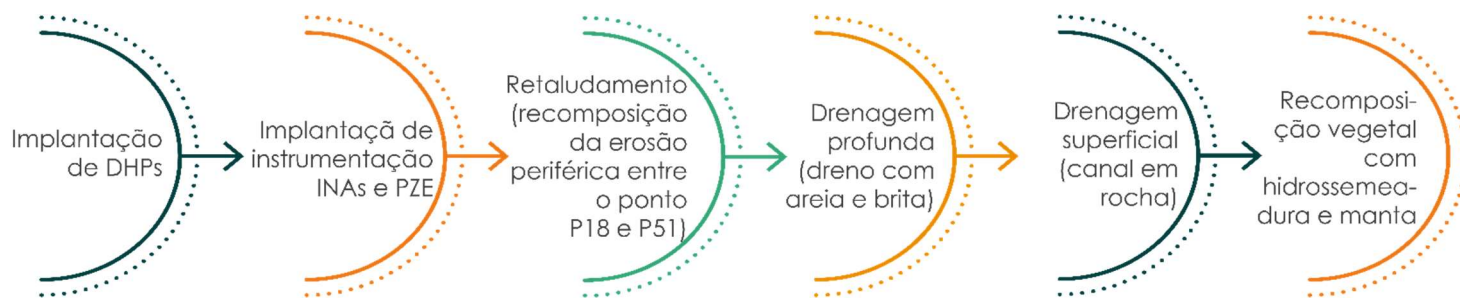 Implantação
de DHPs
Implantaçã de
instrumentação
INAs e PZE
Retaludamento
(recomposição
da erosão
periférica entre
o ponto
P18 e P51)
Drenagem
profunda
(dreno com
areia e brita)
Drenagem
superficial
(canal em
rocha)
Recomposi-
ção vegetal
com
hidrossemea-
dura e manta